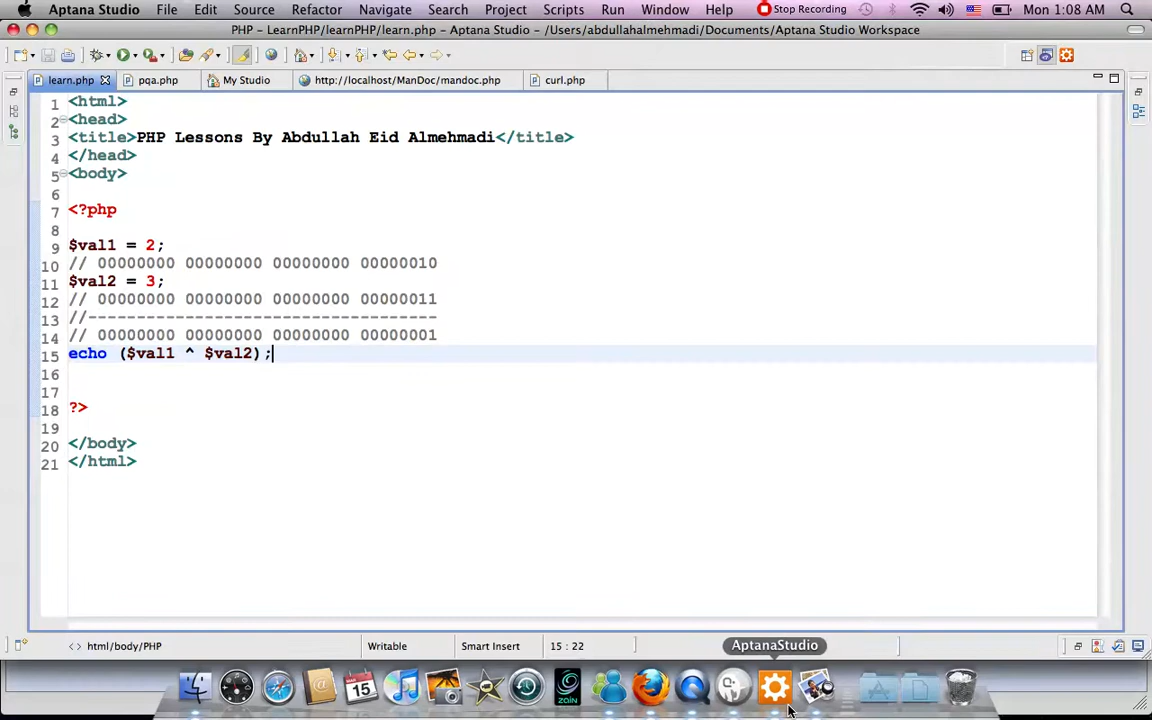 Aptana Studio File Edit Source Refactor Navigate Search Project Scripts Run Window Help Stop Recording Mon 1:08 AM
PHP - LearnPHP/learnPHP/learn.php - Aptana Studio - /Users/abdullahalmehmadi/Documents/Aptana Studio Workspace
learn.php pqa.php My Studio http://localhost/ManDoc/mandoc.php curl.php
1 <html>
2 <head>
3 <title>PHP Lessons By Abdullah Eid Almehmadi</title>
4 </head>
5 <body>
6
7 <?php
8
9 $val1 = 2;
10 // 00000000 00000000 00000000 00000010
11 $val2 = 3;
12 // 00000000 00000000 00000000 00000011
13 //------------------------------------
14 // 00000000 00000000 00000000 00000001
15 echo ($val1 ^ $val2);
16
17
18 ?>
19
20 </body>
21 </html>
<> html/body/PHP Writable Smart Insert 15 : 22
AptanaStudio
15
zain